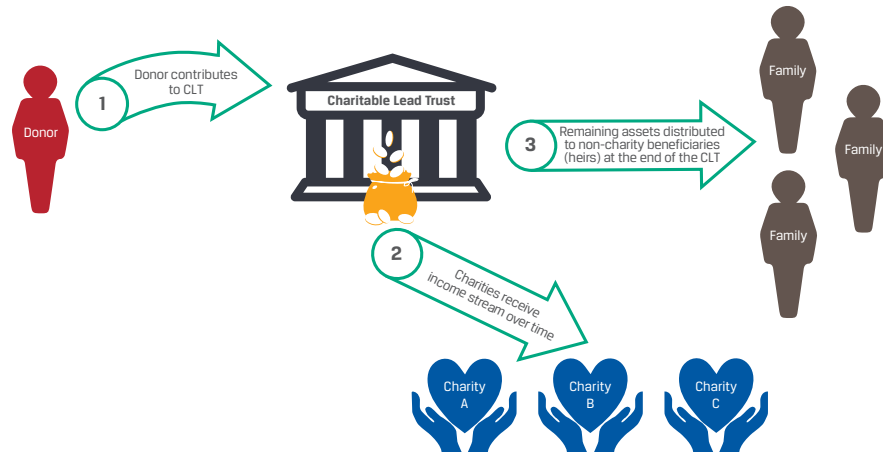 Donor
1
Donor contributes
to CLT
Charitable Lead Trust
3
Remaining assets distributed
to non-charity beneficiaries
(heirs) at the end of the CLT
Family
Family
Family
2
Charities receive
income stream over time
Charity
A
Charity
B
Charity
C